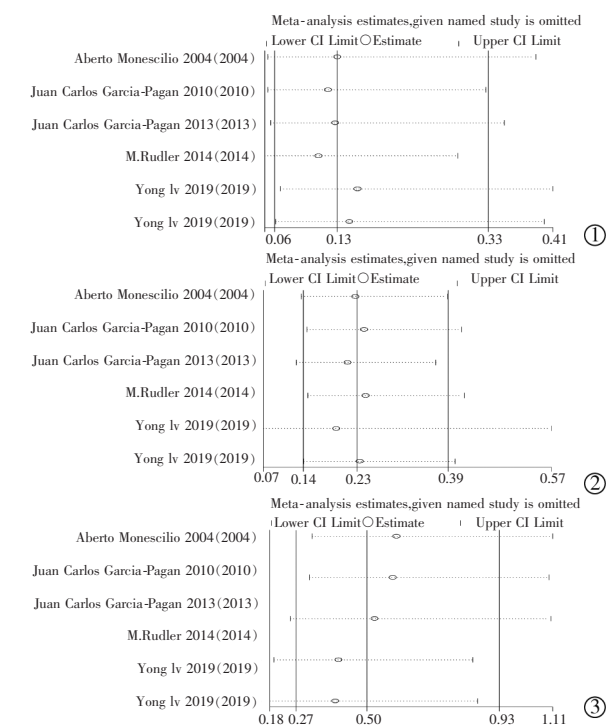 Meta-analysis estimates,given named study is omitted
Lower CI Limit○Estimate Upper CI Limit
Aberto Monescilio 2004(2004)
Juan Carlos Garcia-Pagan 2010(2010)
Juan Carlos Garcia-Pagan 2013(2013)
M.Rudler 2014(2014)
Yong lv 2019(2019)
Yong lv 2019(2019)
0.06 0.13 0.33 0.41 ①
Meta-analysis estimates,given named study is omitted
Lower CI Limit○Estimate Upper CI Limit
Aberto Monescilio 2004(2004)
Juan Carlos Garcia-Pagan 2010(2010)
Juan Carlos Garcia-Pagan 2013(2013)
M.Rudler 2014(2014)
Yong lv 2019(2019)
Yong lv 2019(2019)
0.07 0.14 0.23 0.39 0.57 ②
Meta-analysis estimates,given named study is omitted
Lower CI Limit○Estimate Upper CI Limit
Aberto Monescilio 2004(2004)
Juan Carlos Garcia-Pagan 2010(2010)
Juan Carlos Garcia-Pagan 2013(2013)
M.Rudler 2014(2014)
Yong lv 2019(2019)
Yong lv 2019(2019)
0.18 0.27 0.50 0.93 1.11 ③